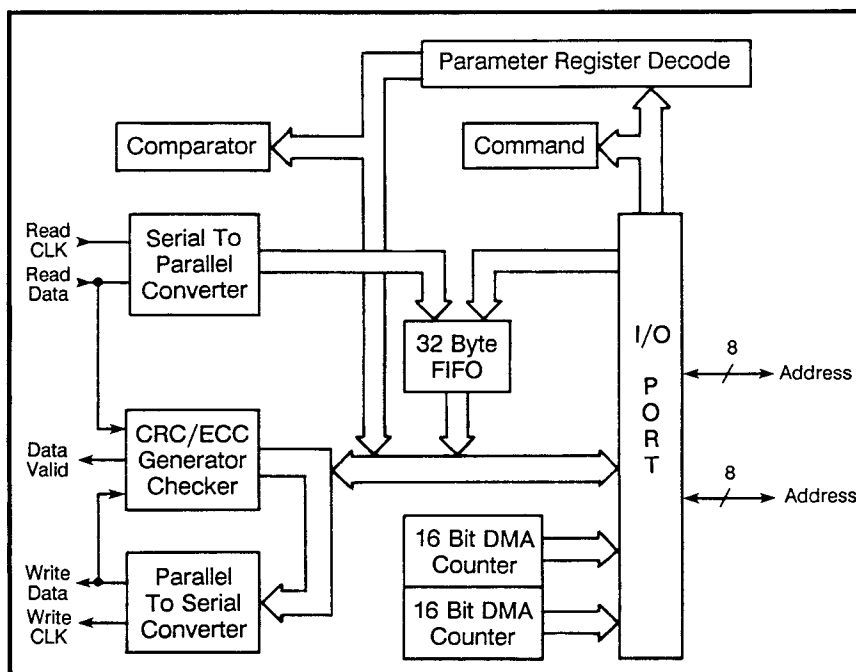 Parameter Register Decode
Comparator
Command
Read
CLK
Read
Data
Serial To
Parallel
Converter
32 Byte
FIFO
I/O
PORT
8
Address
8
Address
Data
Valid
CRC/ECC
Generator
Checker
16 Bit DMA
Counter
16 Bit DMA
Counter
Write
Data
Write
CLK
Parallel
To Serial
Converter